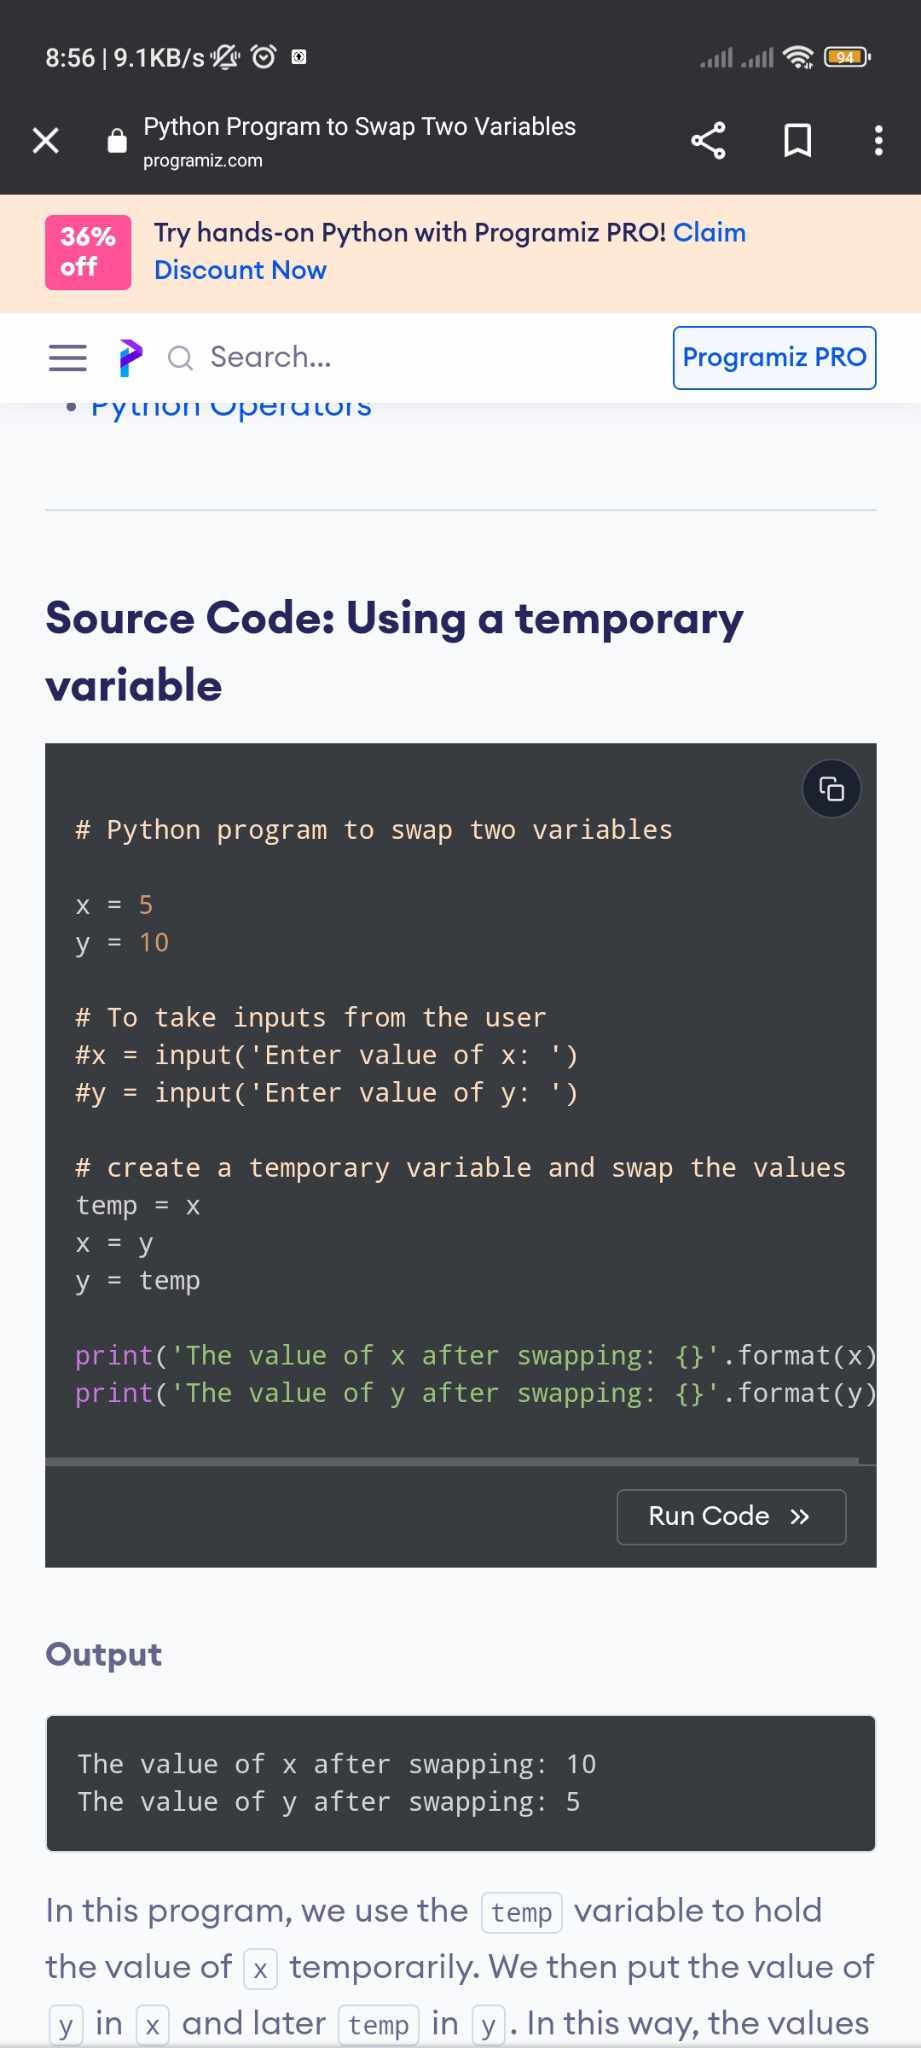 8:56 | 9.1KB/s
94
Python Program to Swap Two Variables
programiz.com
36% off
Try hands-on Python with Programiz PRO! Claim
Discount Now
Search...
Programiz PRO
• Python Operators
Source Code: Using a temporary
variable
# Python program to swap two variables
x = 5
y = 10
# To take inputs from the user
#x = input('Enter value of x: ')
#y = input('Enter value of y: ')
# create a temporary variable and swap the values
temp = x
x = y
y = temp
print('The value of x after swapping: {}'.format(x)
print('The value of y after swapping: {}'.format(y)
Run Code »
Output
The value of x after swapping: 10
The value of y after swapping: 5
In this program, we use the temp variable to hold
the value of x temporarily. We then put the value of
y in x and later temp in y. In this way, the values